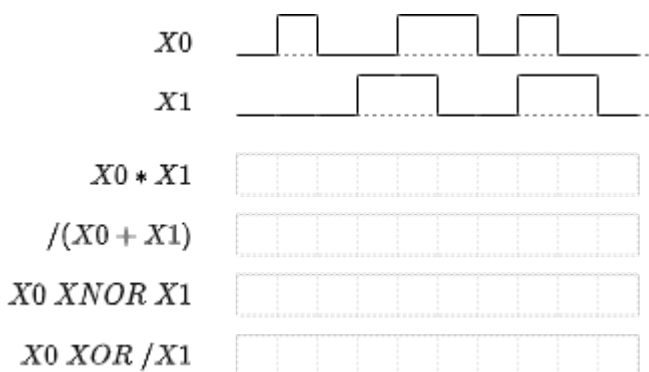 X0
X1
X0 * X1
/(X0 + X1)
X0 XNOR X1
X0 XOR /X1